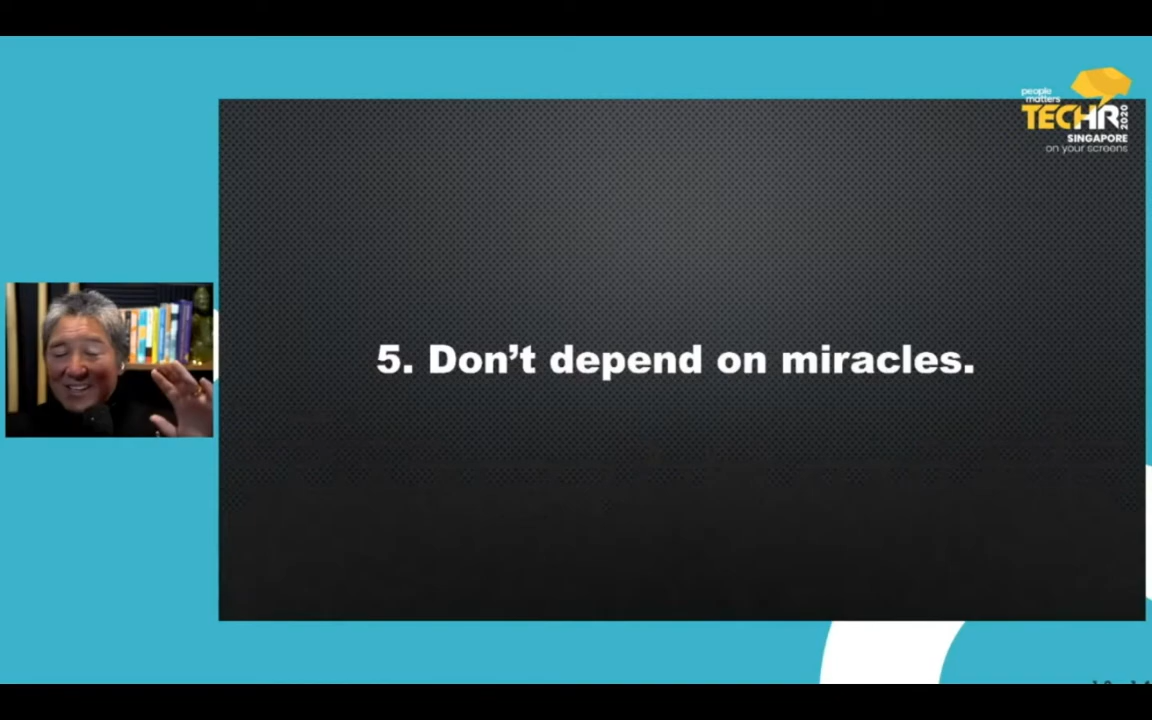 people
matters
TECHR 2020
SINGAPORE
on your screens
5. Don't depend on miracles.